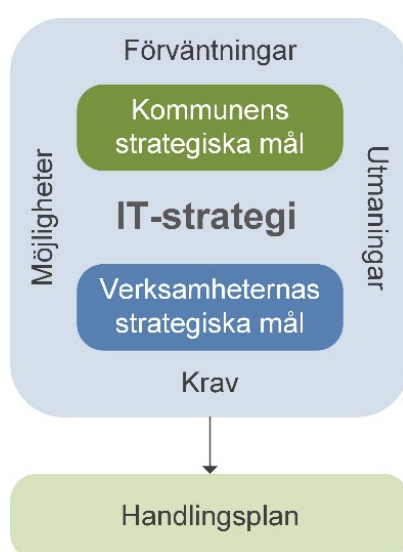 Förväntningar
Kommunens
strategiska mål
Möjligheter
Utmaningar
IT-strategi
Verksamheternas
strategiska mål
Krav
Handlingsplan